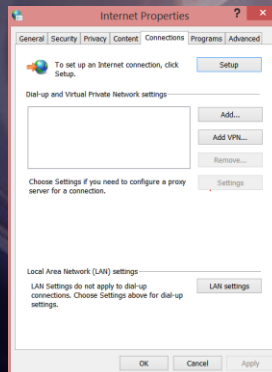 Internet Properties ? ×
General Security Privacy Content Connections Programs Advanced
To set up an Internet connection, click
Setup.
Setup
Dial-up and Virtual Private Network settings
Add...
Add VPN...
Remove...
Choose Settings if you need to configure a proxy
server for a connection.
Settings
Local Area Network (LAN) settings
LAN Settings do not apply to dial-up
connections. Choose Settings above for dial-up
settings.
LAN settings
OK Cancel Apply